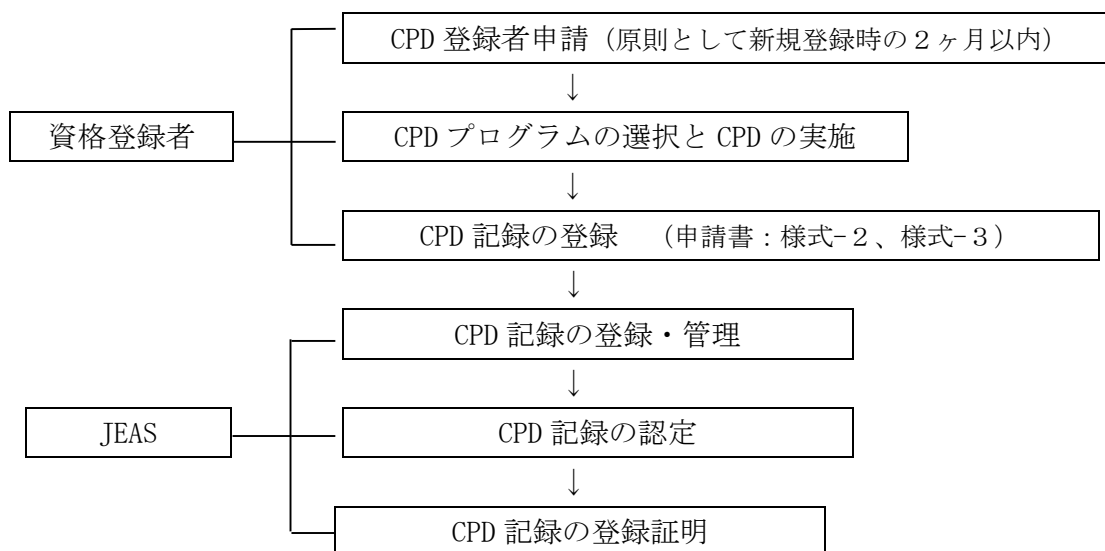 CPD 登録者申請（原則として新規登録時の２ヶ月以内）
↓
資格登録者
CPD プログラムの選択と CPD の実施
↓
CPD 記録の登録　（申請書：様式-２、様式-３）
↓
CPD 記録の登録・管理
↓
JEAS
CPD 記録の認定
↓
CPD 記録の登録証明